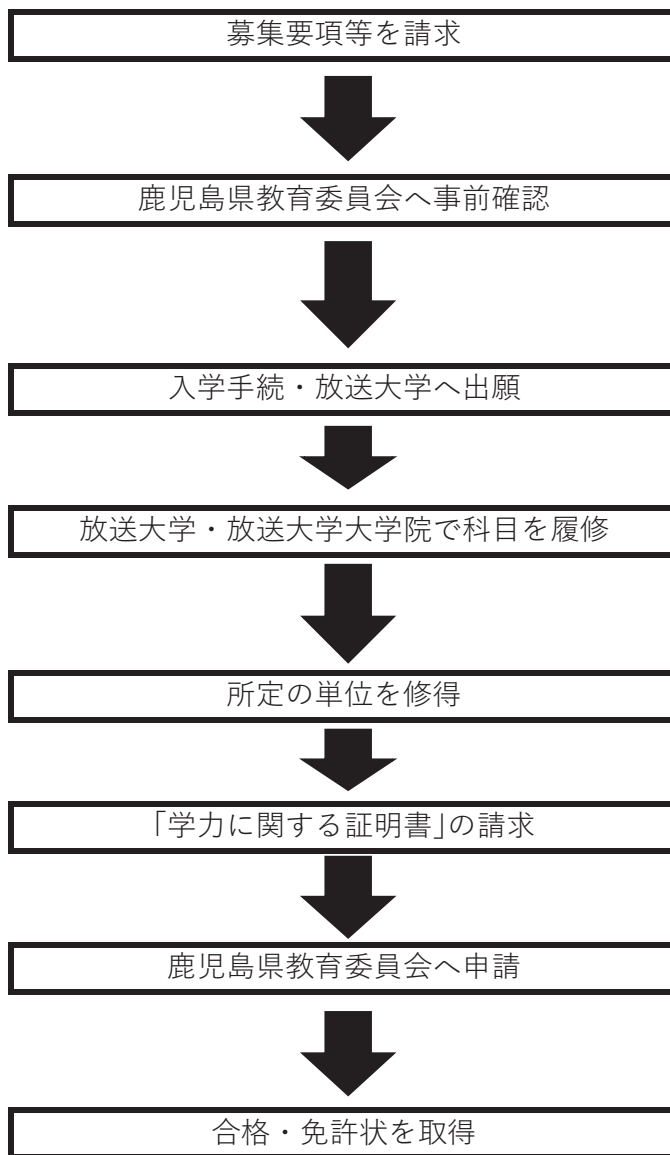 募集要項等を請求
鹿児島県教育委員会へ事前確認
入学手続・放送大学へ出願
放送大学・放送大学大学院で科目を履修
所定の単位を修得
「学力に関する証明書」の請求
鹿児島県教育委員会へ申請
合格・免許状を取得